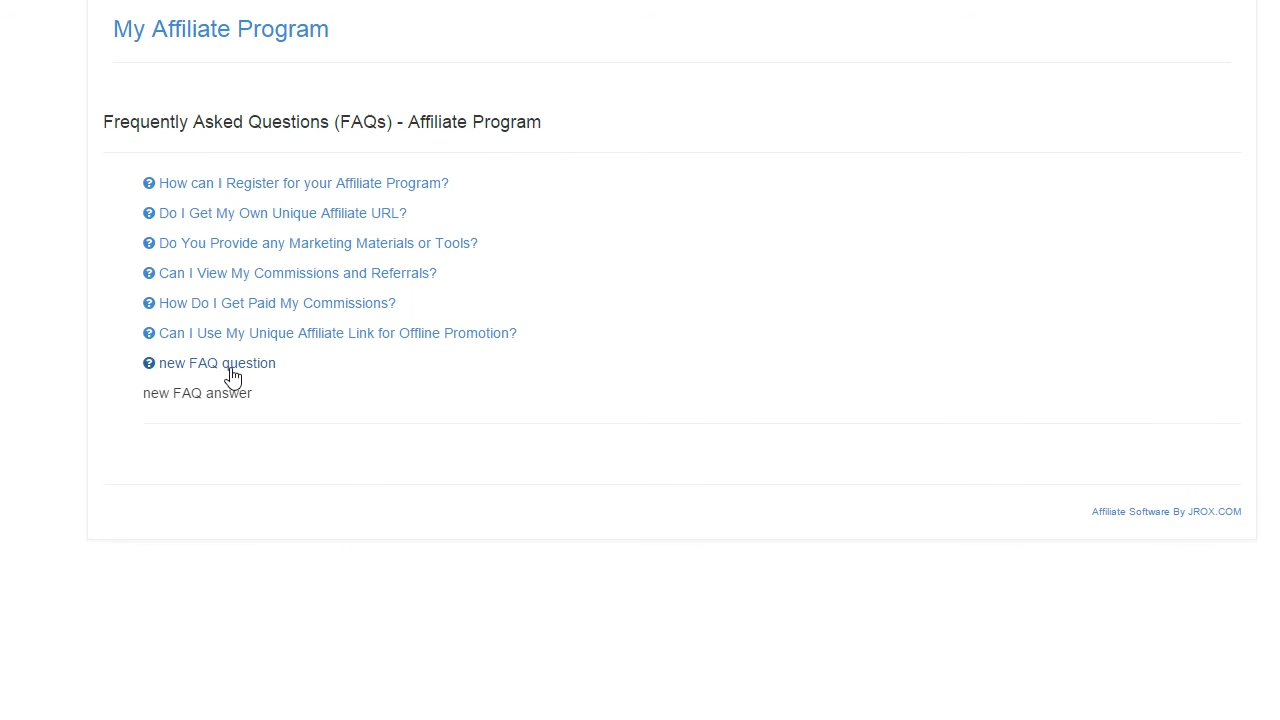 My Affiliate Program
Frequently Asked Questions (FAQs) - Affiliate Program
How can I Register for your Affiliate Program?
Do I Get My Own Unique Affiliate URL?
Do You Provide any Marketing Materials or Tools?
Can I View My Commissions and Referrals?
How Do I Get Paid My Commissions?
Can I Use My Unique Affiliate Link for Offline Promotion?
new FAQ question
new FAQ answer
Affiliate Software By JROX.COM